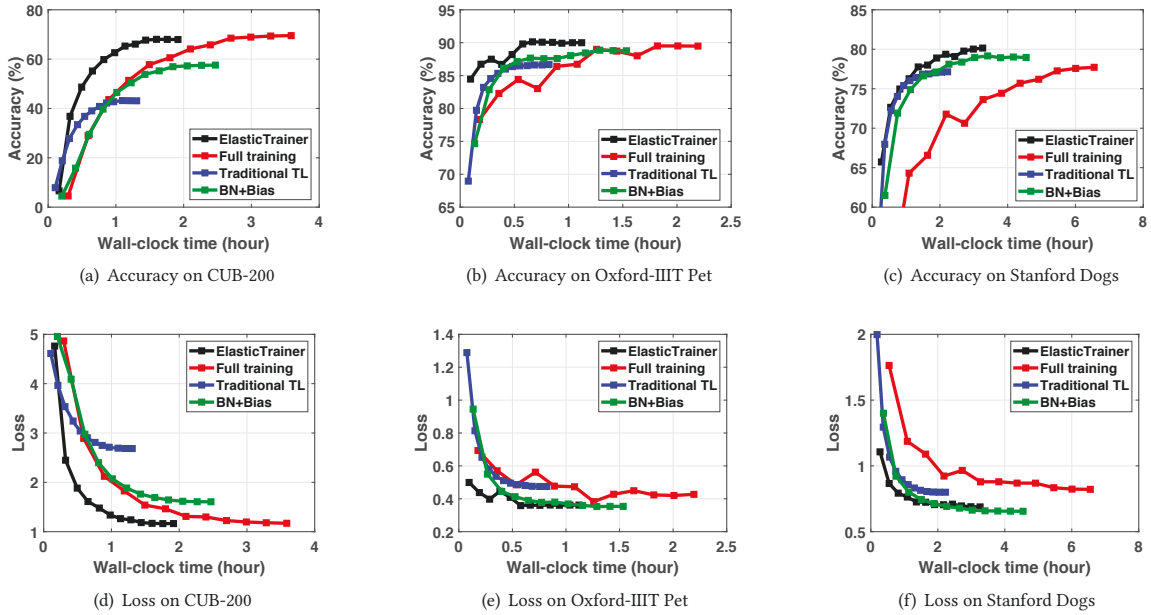 80
60
40
20
0
Accuracy (%)
ElasticTrainer
Full training
Traditional TL
BN+Bias
0 1 2 3 4
Wall-clock time (hour)
(a) Accuracy on CUB-200
95
90
85
80
75
70
65
Accuracy (%)
ElasticTrainer
Full training
Traditional TL
BN+Bias
0 0.5 1 1.5 2 2.5
Wall-clock time (hour)
(b) Accuracy on Oxford-IIIT Pet
85
80
75
70
65
60
Accuracy (%)
ElasticTrainer
Full training
Traditional TL
BN+Bias
0 2 4 6 8
Wall-clock time (hour)
(c) Accuracy on Stanford Dogs
5
4
3
2
1
Loss
ElasticTrainer
Full training
Traditional TL
BN+Bias
0 1 2 3 4
Wall-clock time (hour)
(d) Loss on CUB-200
1.4
1.2
1
0.8
0.6
0.4
0.2
Loss
ElasticTrainer
Full training
Traditional TL
BN+Bias
0 0.5 1 1.5 2 2.5
Wall-clock time (hour)
(e) Loss on Oxford-IIIT Pet
2
1.5
1
0.5
Loss
ElasticTrainer
Full training
Traditional TL
BN+Bias
0 2 4 6 8
Wall-clock time (hour)
(f) Loss on Stanford Dogs